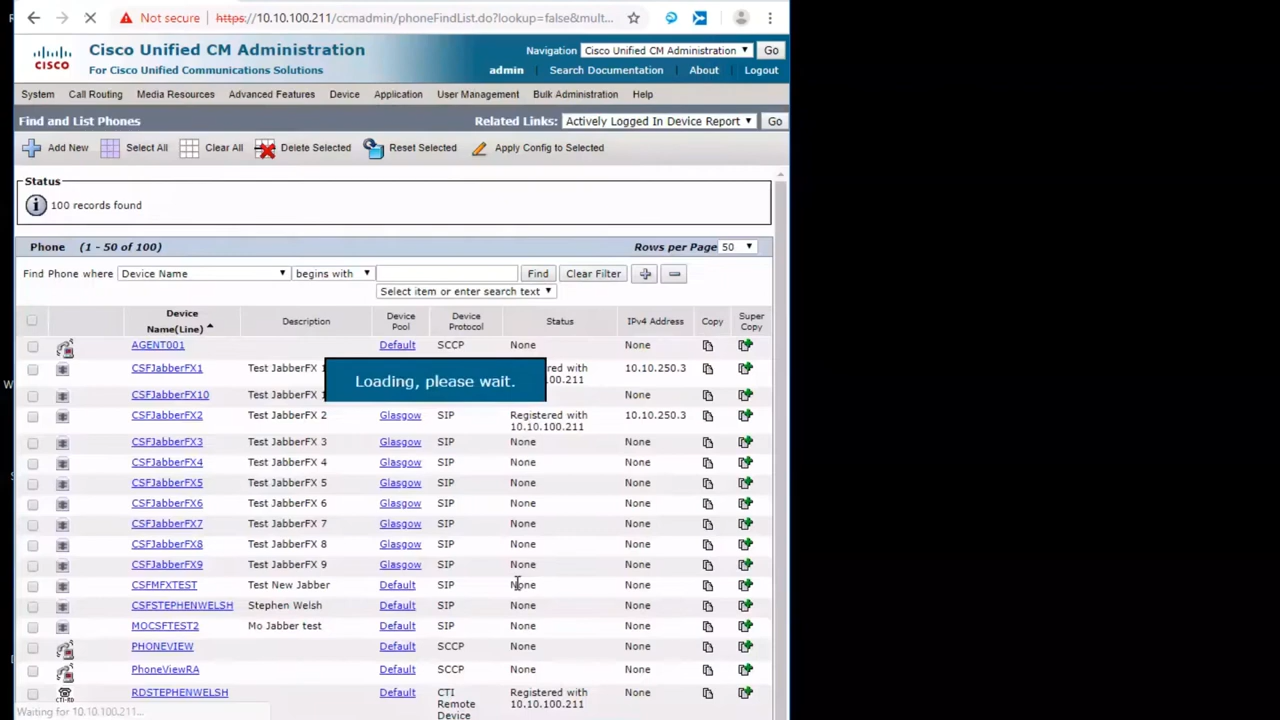 Not secure https://10.10.100.211/ccmadmin/phoneFindList.do?lookup=false&mult...
CISCO
Cisco Unified CM Administration
For Cisco Unified Communications Solutions
Navigation Cisco Unified CM Administration Go
admin Search Documentation About Logout
System Call Routing Media Resources Advanced Features Device Application User Management Bulk Administration Help
Find and List Phones Related Links: Actively Logged In Device Report Go
Add New Select All Clear All Delete Selected Reset Selected Apply Config to Selected
Status
100 records found
Phone (1 - 50 of 100) Rows per Page 50
Find Phone where Device Name begins with Find Clear Filter
Select item or enter search text
Device Name(Line) Description Device Pool Device Protocol Status IPv4 Address Copy Super Copy
AGENT001 Default SCCP None None
Loading, please wait.
CSFJabberFX1 Test JabberFX 1 red with 10.10.250.3
.100.211
CSFJabberFX10 Test JabberFX 1 None
CSFJabberFX2 Test JabberFX 2 Glasgow SIP Registered with 10.10.250.3
10.10.100.211
CSFJabberFX3 Test JabberFX 3 Glasgow SIP None None
CSFJabberFX4 Test JabberFX 4 Glasgow SIP None None
CSFJabberFX5 Test JabberFX 5 Glasgow SIP None None
CSFJabberFX6 Test JabberFX 6 Glasgow SIP None None
CSFJabberFX7 Test JabberFX 7 Glasgow SIP None None
CSFJabberFX8 Test JabberFX 8 Glasgow SIP None None
CSFJabberFX9 Test JabberFX 9 Glasgow SIP None None
CSFMFXTEST Test New Jabber Default SIP None None
CSFSTEPHENWELSH Stephen Welsh Default SIP None None
MOCSFTEST2 Mo Jabber test Default SIP None None
PHONEVIEW Default SCCP None None
PhoneViewRA Default SCCP None None
RDSTEPHENWELSH Default CTI Registered with None
Remote 10.10.100.211
Device
Waiting for 10.10.100.211...